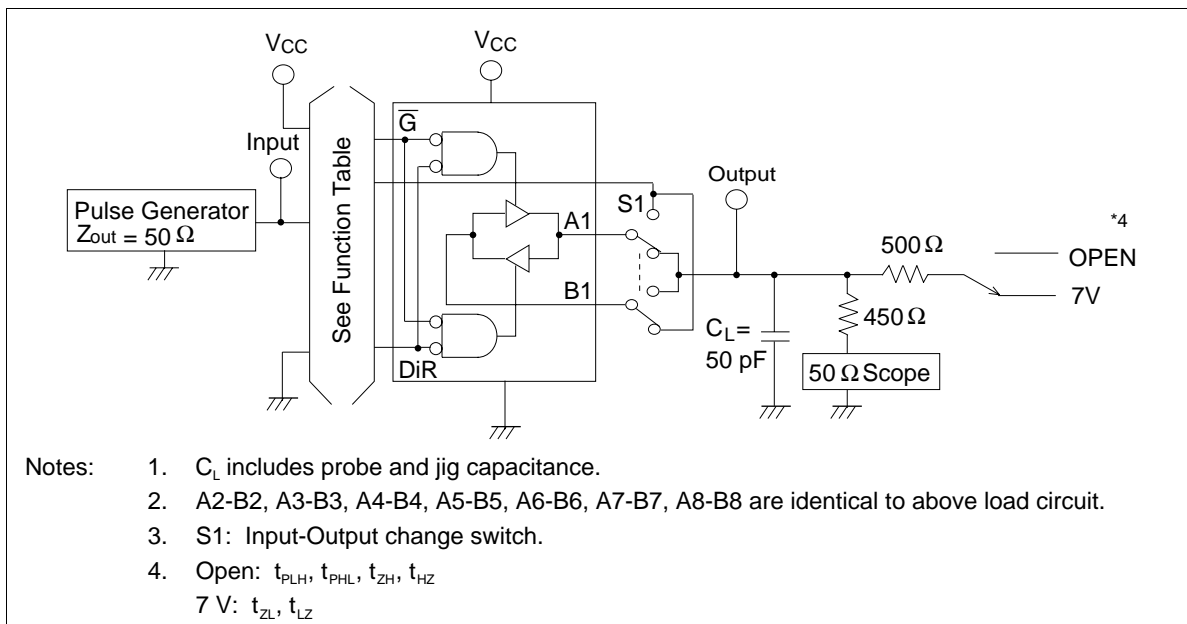 VCC
VCC
Input
G
See Function Table
Output
S1
Pulse Generator
Zout = 50 Ω
A1
*4
500 Ω
OPEN
7V
B1
450 Ω
CL=
50 pF
50 Ω Scope
DiR
Notes: 1. CL includes probe and jig capacitance.
2. A2-B2, A3-B3, A4-B4, A5-B5, A6-B6, A7-B7, A8-B8 are identical to above load circuit.
3. S1: Input-Output change switch.
4. Open: tPLH, tPHL, tZH, tHZ
7 V: tZL, tLZ